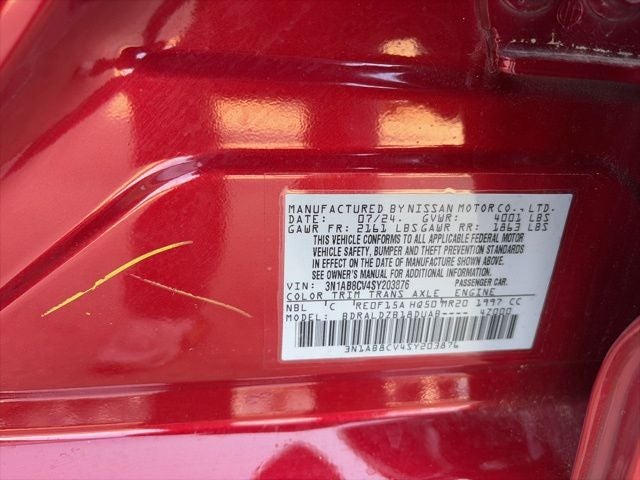 MANUFACTURED BY NISSAN MOTOR CO., LTD.
DATE: 07/24. GVWR: 4001 LBS
GAWR FR: 2161 LBS GAWR RR: 1863 LBS
THIS VEHICLE CONFORMS TO ALL APPLICABLE FEDERAL MOTOR
VEHICLE SAFETY, BUMPER AND THEFT PREVENTION STANDARDS
IN EFFECT ON THE DATE OF MANUFACTURE SHOWN ABOVE.
SEE OWNER'S MANUAL FOR ADDITIONAL INFORMATION.
VIN: 3N1AB8CV4SY203876 PASSENGER CAR.
COLOR TRIM TRANS AXLE ENGINE
NBL 'C 'RE0F15A HQ50 MR20 1997 CC
MODEL: BDRALDZB18DUAB---- 4Z000
3N1AB8CV4SY203876